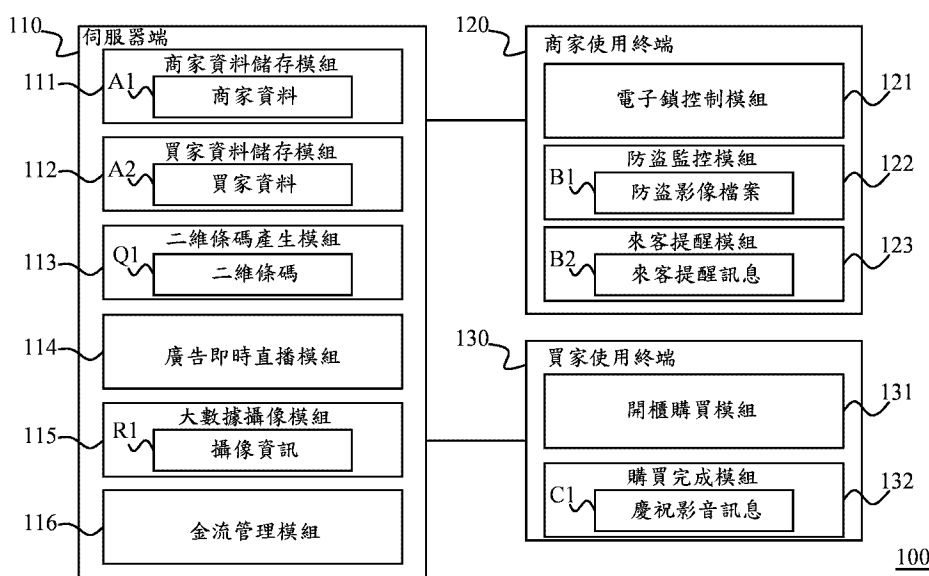 110
伺服器端
111
商家資料儲存模組
A1
商家資料
112
買家資料儲存模組
A2
買家資料
113
二維條碼產生模組
Q1
二維條碼
114
廣告即時直播模組
115
大數據攝像模組
R1
攝像資訊
116
金流管理模組
120
商家使用終端
電子鎖控制模組
121
防盜監控模組
122
B1
防盜影像檔案
來客提醒模組
123
B2
來客提醒訊息
130
買家使用終端
開櫃購買模組
131
購買完成模組
132
C1
慶祝影音訊息
100